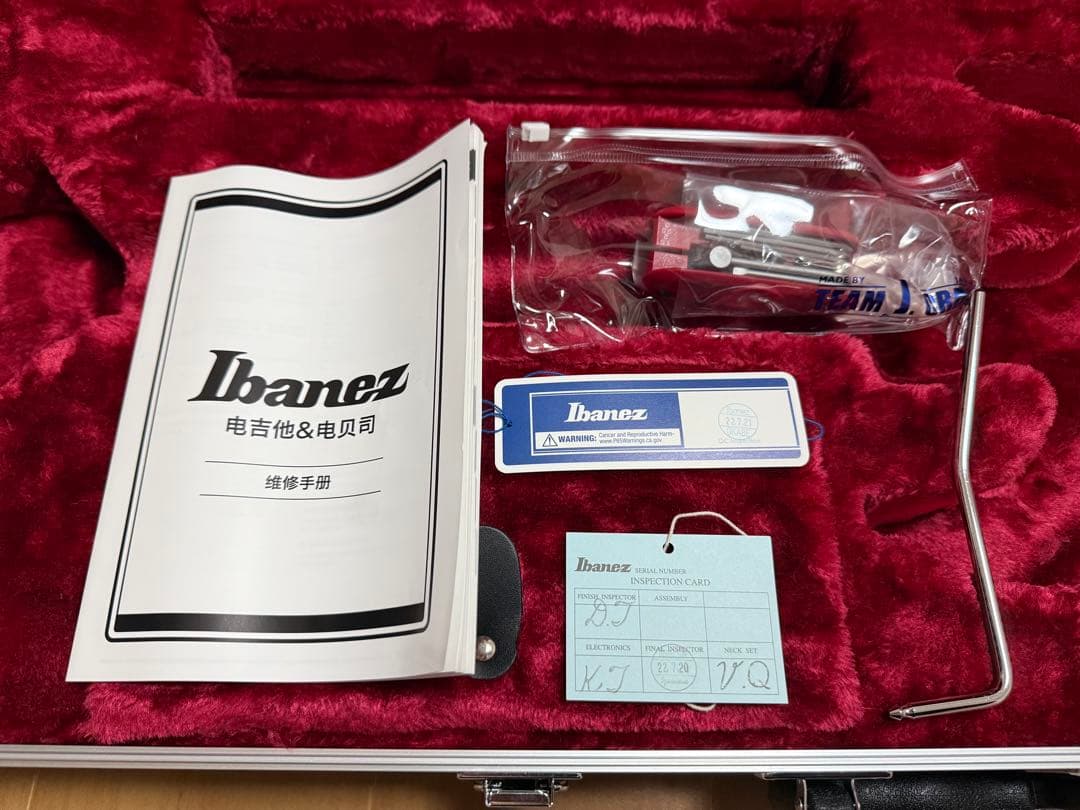 Ibanez
电吉他&电贝司
维修手册
MADE BY
TEAM J.
Ibanez
WARNING: Cancer and Reproductive Harm-
www.P65Warnings.ca.gov
22.7.21
Ibanez SERIAL NUMBER
INSPECTION CARD
FINISH INSPECTOR ASSEMBLY
D.T
ELECTRONICS FINAL INSPECTOR NECK SET
K.T 22.7.20 V.Q